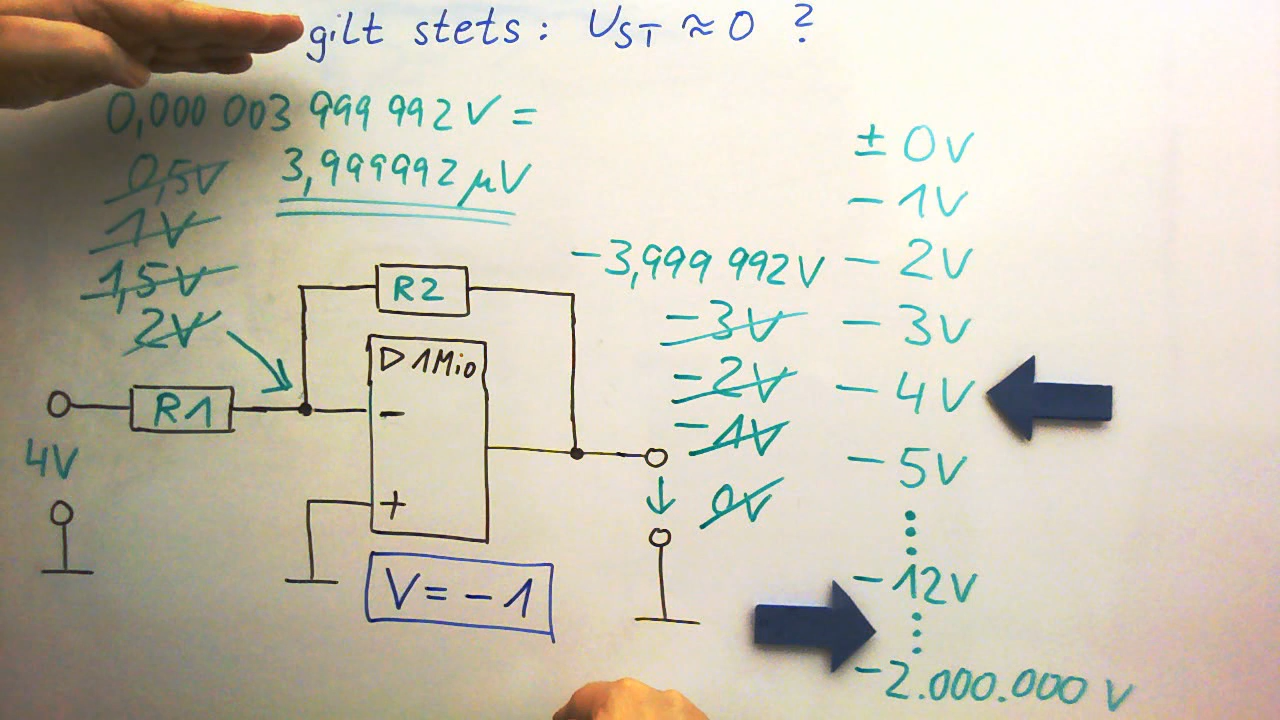 gilt stets: UST ≈ 0 ?
0,000 003 999 992 V =
3,999992 µV
0,5V
1V
1,5V
2V
R2
▷ 1Mio
−
+
R1
4V
V = −1
−3,999 992V
−3V
−2V
−1V
0V
± 0V
−1V
−2V
−3V
−4V
−5V
−12V
−2.000.000 V